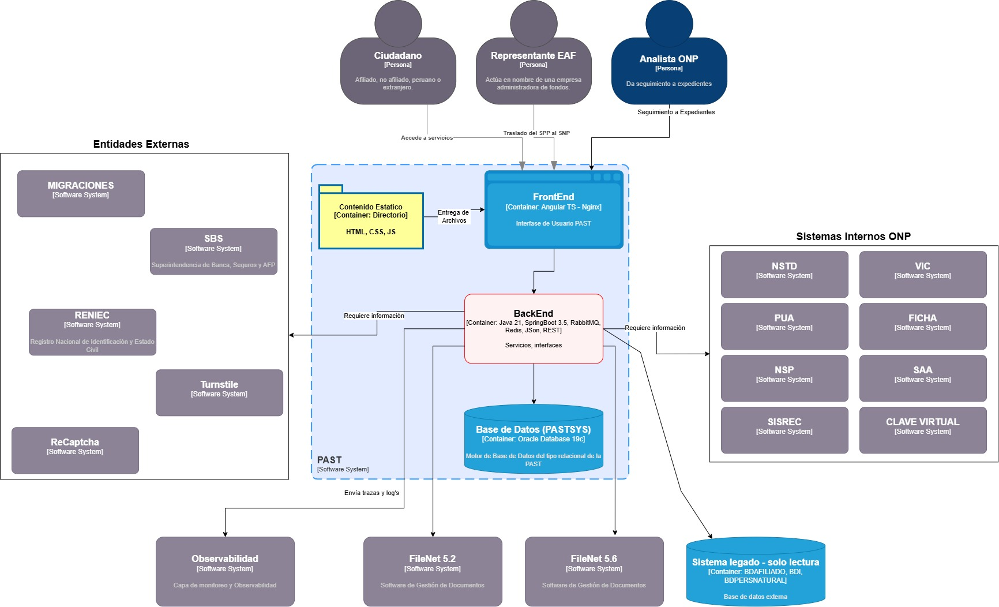 Ciudadano
[Persona]
Afiliado, no afiliado, peruano o
extranjero.
Representante EAF
[Persona]
Actúa en nombre de una empresa
administradora de fondos.
Analista ONP
[Persona]
Da seguimiento a expedientes
Accede a servicios
Traslado del SPP al SNP
Seguimiento a Expedientes
Entidades Externas
MIGRACIONES
[Software System]
SBS
[Software System]
Superintendencia de Banca, Seguros y AFP
RENIEC
[Software System]
Registro Nacional de Identificación y Estado
Civil
Turnstile
[Software System]
ReCaptcha
[Software System]
Contenido Estatico
[Container: Directorio]
HTML, CSS, JS
Entrega de
Archivos
FrontEnd
[Container: Angular TS - Nginx]
Interfase de Usuario PAST
Requiere información
BackEnd
[Container: Java 21, SpringBoot 3.5, RabbitMQ,
Redis, JSon, REST]
Servicios, interfaces
Requiere información
Base de Datos (PASTSYS)
[Container: Oracle Database 19c]
Motor de Base de Datos del tipo relacional de la
PAST
PAST
[Software System]
Sistemas Internos ONP
NSTD
[Software System]
VIC
[Software System]
PUA
[Software System]
FICHA
[Software System]
NSP
[Software System]
SAA
[Software System]
SISREC
[Software System]
CLAVE VIRTUAL
[Software System]
Envía trazas y log's
Observabilidad
[Software System]
Capa de monitoreo y Observabilidad
FileNet 5.2
[Software System]
Software de Gestión de Documentos
FileNet 5.6
[Software System]
Software de Gestión de Documentos
Sistema legado - solo lectura
[Container: BDAFILIADO, BDI,
BDPERSNATURAL]
Base de datos externa